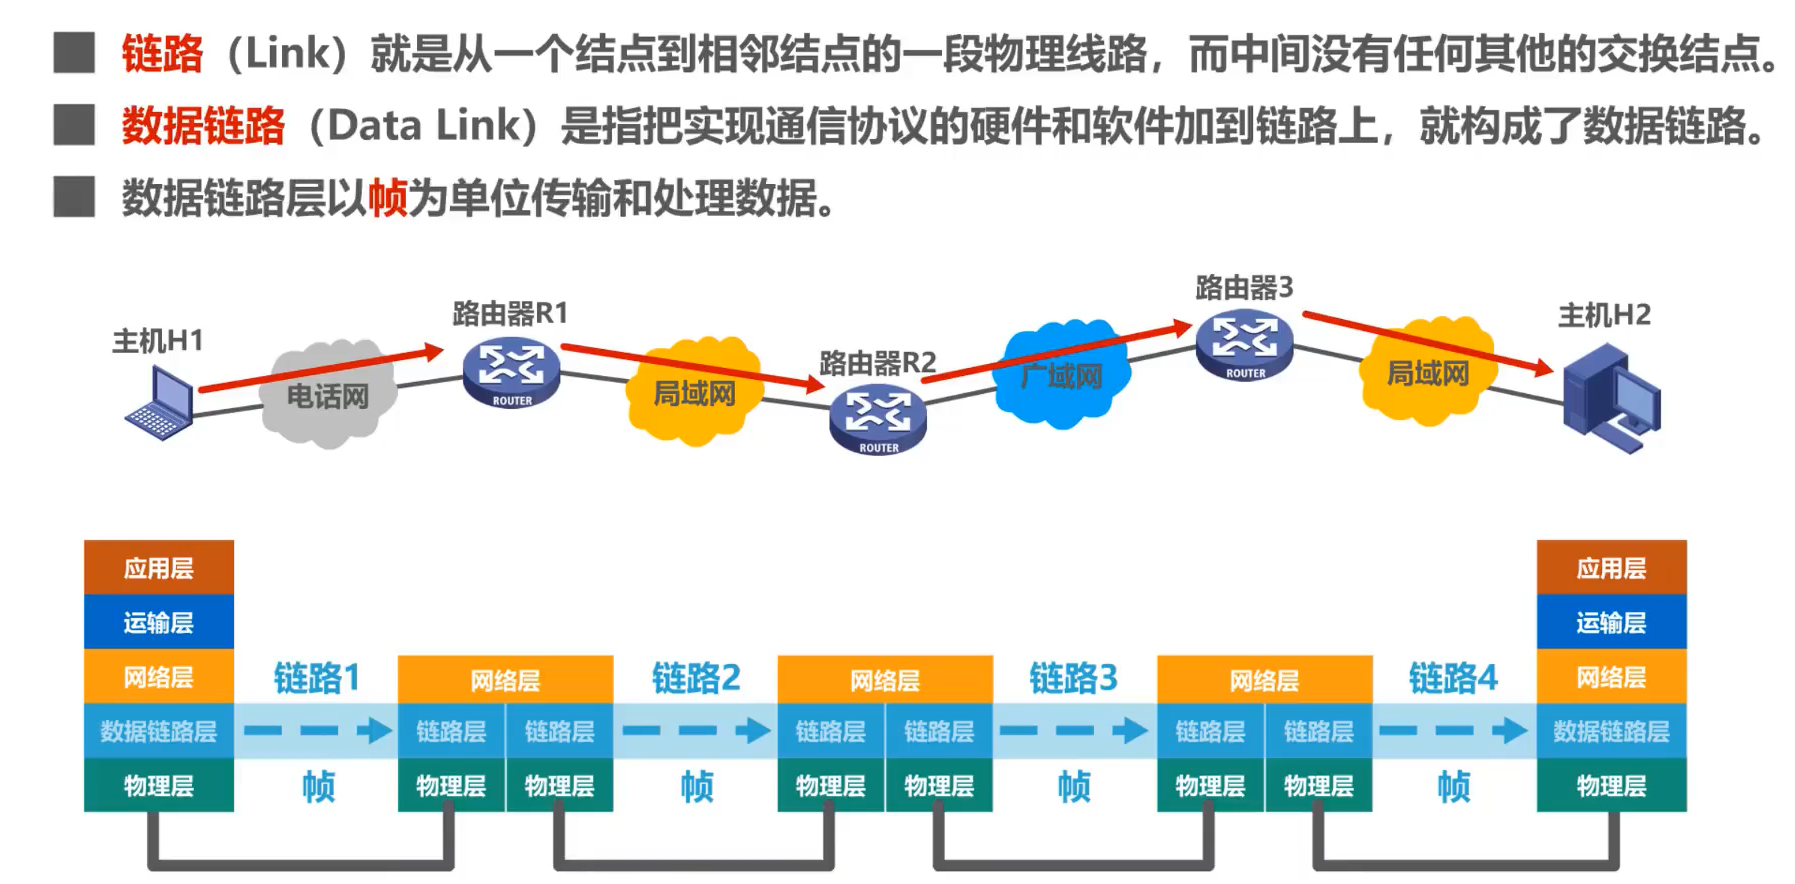 链路（Link）就是从一个结点到相邻结点的一段物理线路，而中间没有任何其他的交换结点。
数据链路（Data Link）是指把实现通信协议的硬件和软件加到链路上，就构成了数据链路。
数据链路层以帧为单位传输和处理数据。
主机H1
路由器R1
路由器R2
路由器3
主机H2
电话网
局域网
广域网
局域网
ROUTER
ROUTER
ROUTER
应用层
应用层
运输层
运输层
网络层 链路1 网络层 链路2 网络层 链路3 网络层 链路4 网络层
数据链路层 链路层 链路层 链路层 链路层 链路层 链路层 数据链路层
物理层 帧 物理层 物理层 帧 物理层 物理层 帧 物理层 物理层 帧 物理层